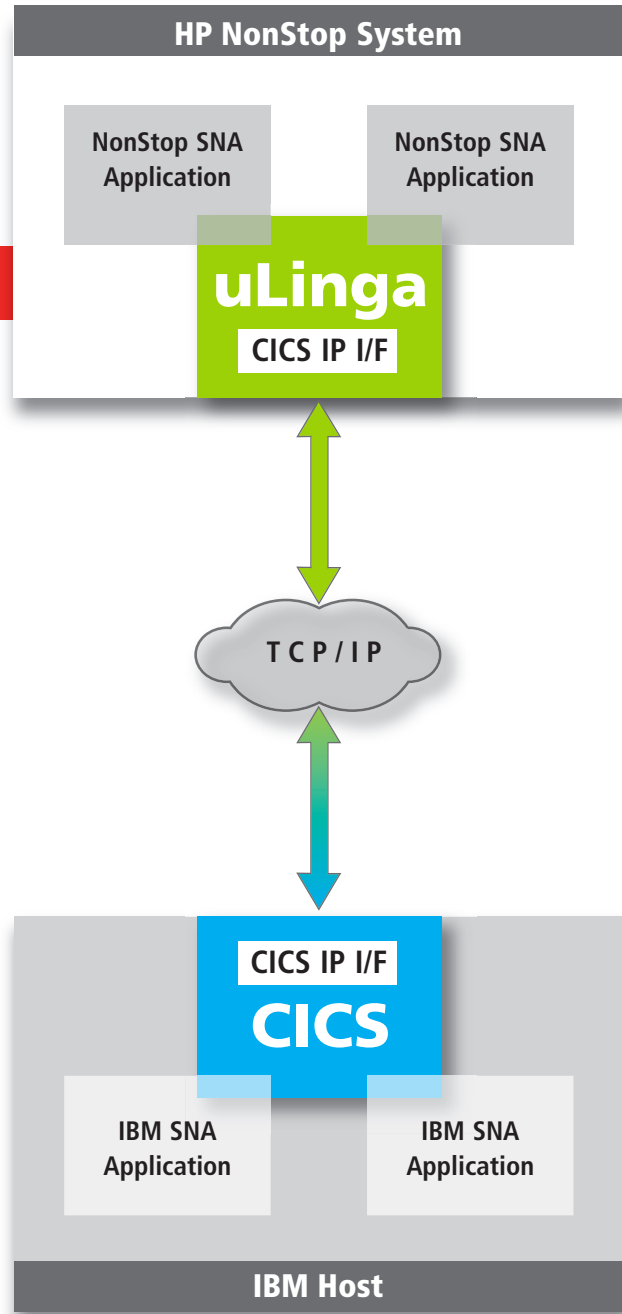 HP NonStop System
NonStop SNA
Application
NonStop SNA
Application
uLinga
CICS IP I/F
TCP/IP
CICS IP I/F
CICS
IBM SNA
Application
IBM SNA
Application
IBM Host